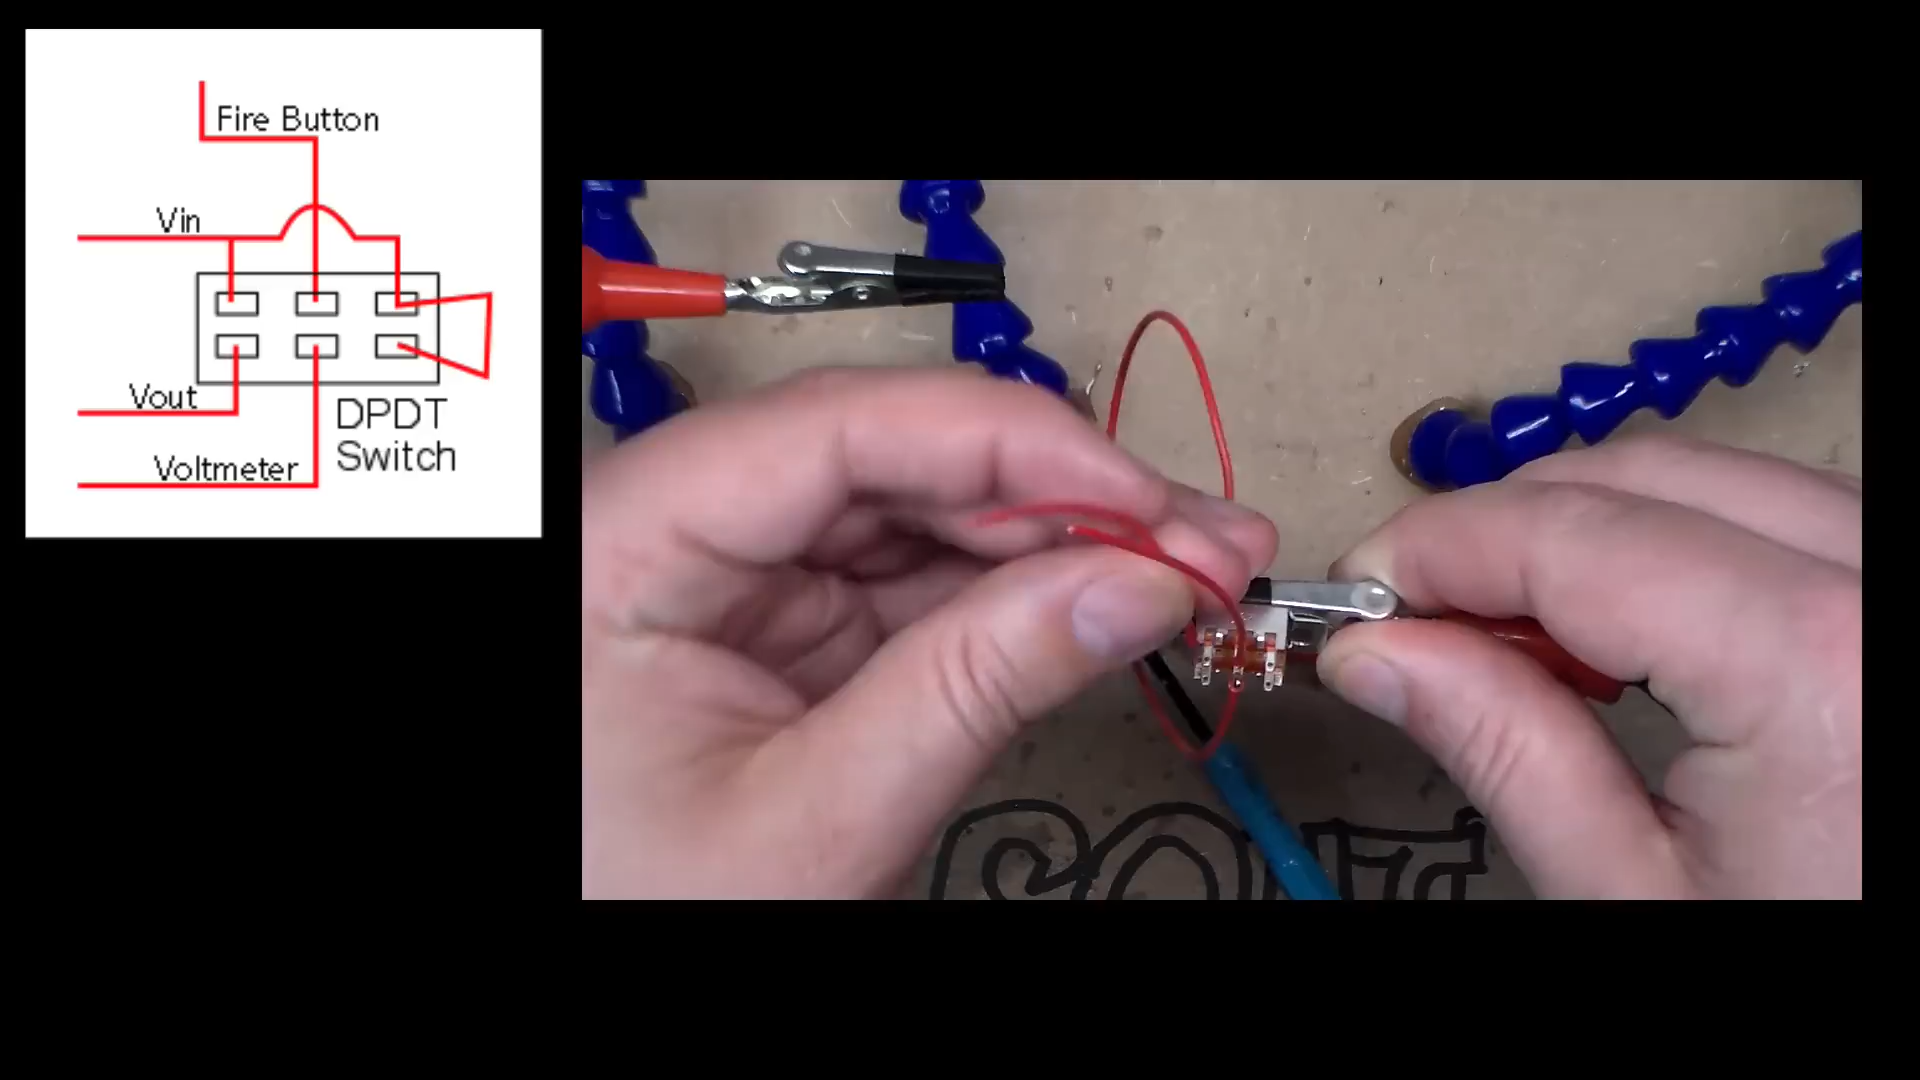 Fire Button
Vin
Vout
DPDT
Switch
Voltmeter